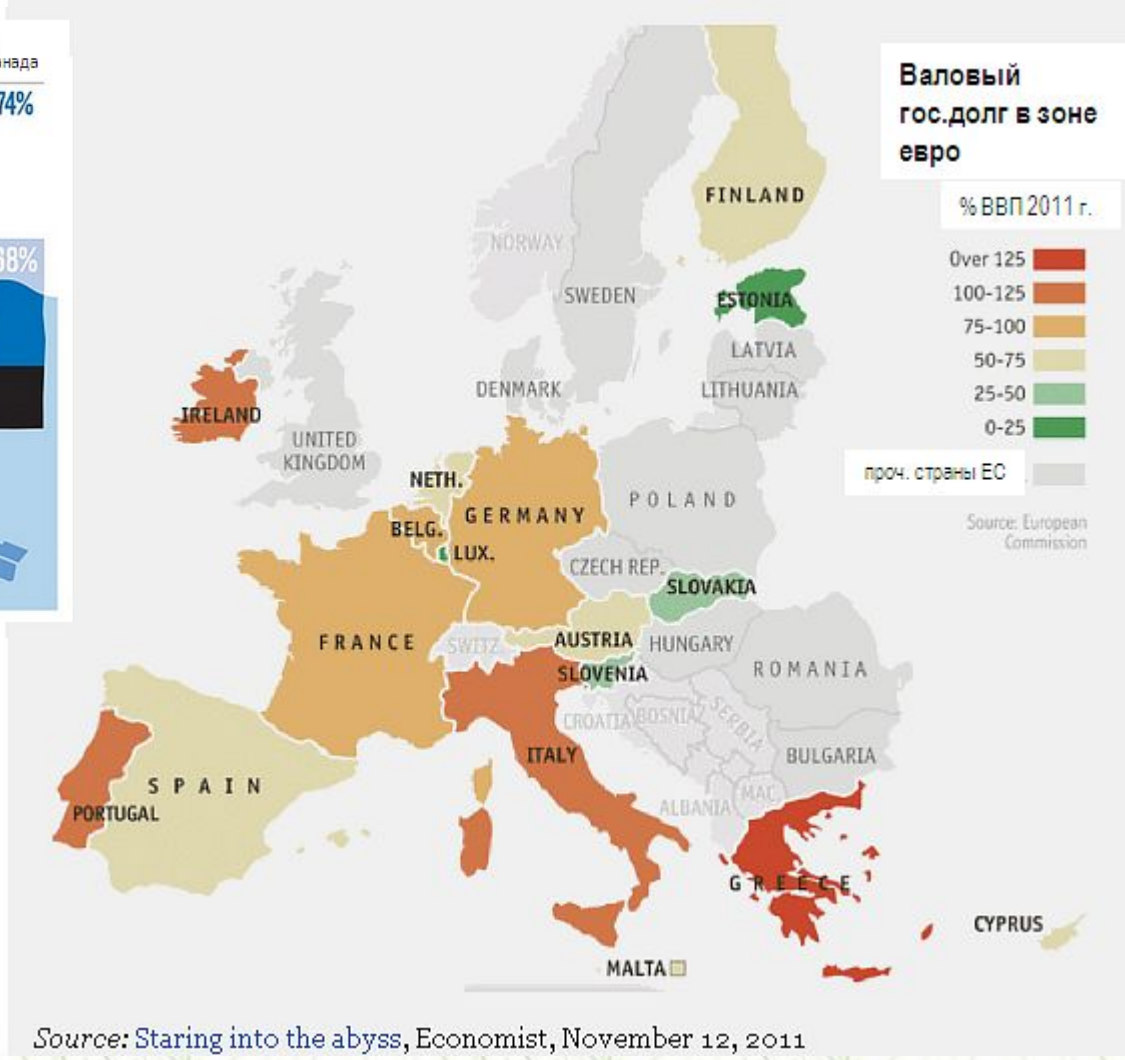 нада
74%
68%
Валовый
гос.долг в зоне
евро
% ВВП 2011 г.
Over 125
100-125
75-100
50-75
25-50
0-25
проч. страны ЕС
Source: European
Commission
FINLAND
NORWAY
SWEDEN
ESTONIA
LATVIA
LITHUANIA
DENMARK
IRELAND
UNITED
KINGDOM
NETH.
GERMANY
POLAND
BELG.
LUX.
CZECH REP.
SLOVAKIA
FRANCE
SWITZ.
AUSTRIA
HUNGARY
SLOVENIA
ROMANIA
CROATIA
BOSNIA
SERBIA
ITALY
BULGARIA
SPAIN
PORTUGAL
ALBANIA
MAC.
GREECE
CYPRUS
MALTA
Source: Staring into the abyss, Economist, November 12, 2011